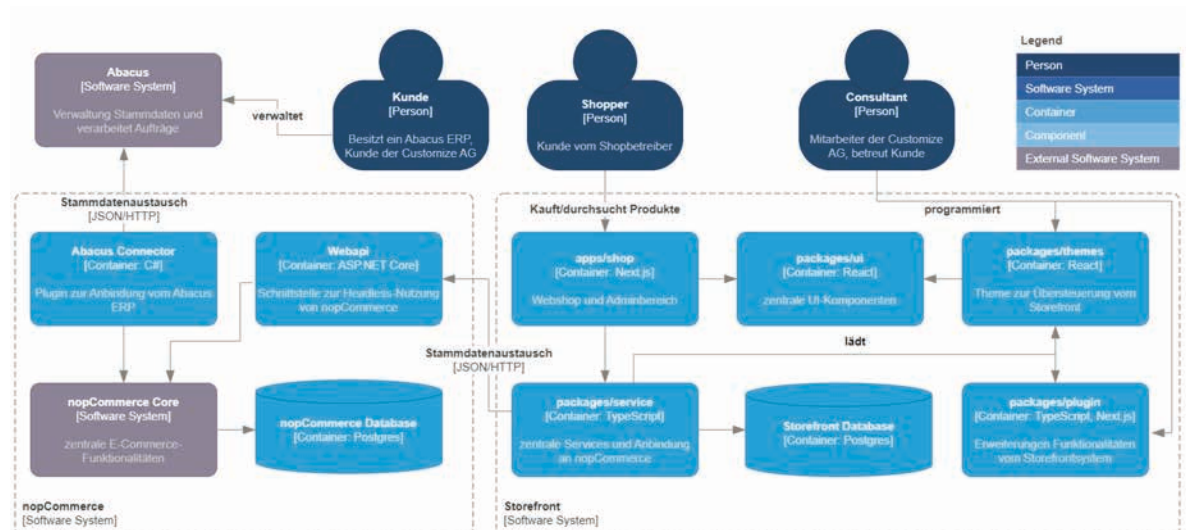 Abacus
[Software System]
Verwaltung Stammdaten und
verarbeitet Aufträge
verwaltet
Kunde
[Person]
Besitzt ein Abacus ERP,
Kunde der Customize AG
Shopper
[Person]
Kunde vom Shopbetreiber
Consultant
[Person]
Mitarbeiter der Customize
AG, betreut Kunde
Legend
Person
Software System
Container
Component
External Software System
Stammdatenaustausch
[JSON/HTTP]
Kauft/durchsucht Produkte
programmiert
Abacus Connector
[Container: C#]
Plugin zur Anbindung vom Abacus
ERP
Webapi
[Container: ASP.NET Core]
Schnittstelle zur Headless-Nutzung
von nopCommerce
apps/shop
[Container: Next.js]
Webshop und Adminbereich
packages/ui
[Container: React]
zentrale UI-Komponenten
packages/themes
[Container: React]
Theme zur Übersteuerung vom
Storefront
Stammdatenaustausch
[JSON/HTTP]
lädt
nopCommerce Core
[Software System]
zentrale E-Commerce-
Funktionalitäten
nopCommerce Database
[Container: Postgres]
packages/service
[Container: TypeScript]
zentrale Services und Anbindung
an nopCommerce
Storefront Database
[Container: Postgres]
packages/plugin
[Container: TypeScript, Next.js]
Erweiterungen Funktionalitäten
vom Storefrontsystem
nopCommerce
[Software System]
Storefront
[Software System]